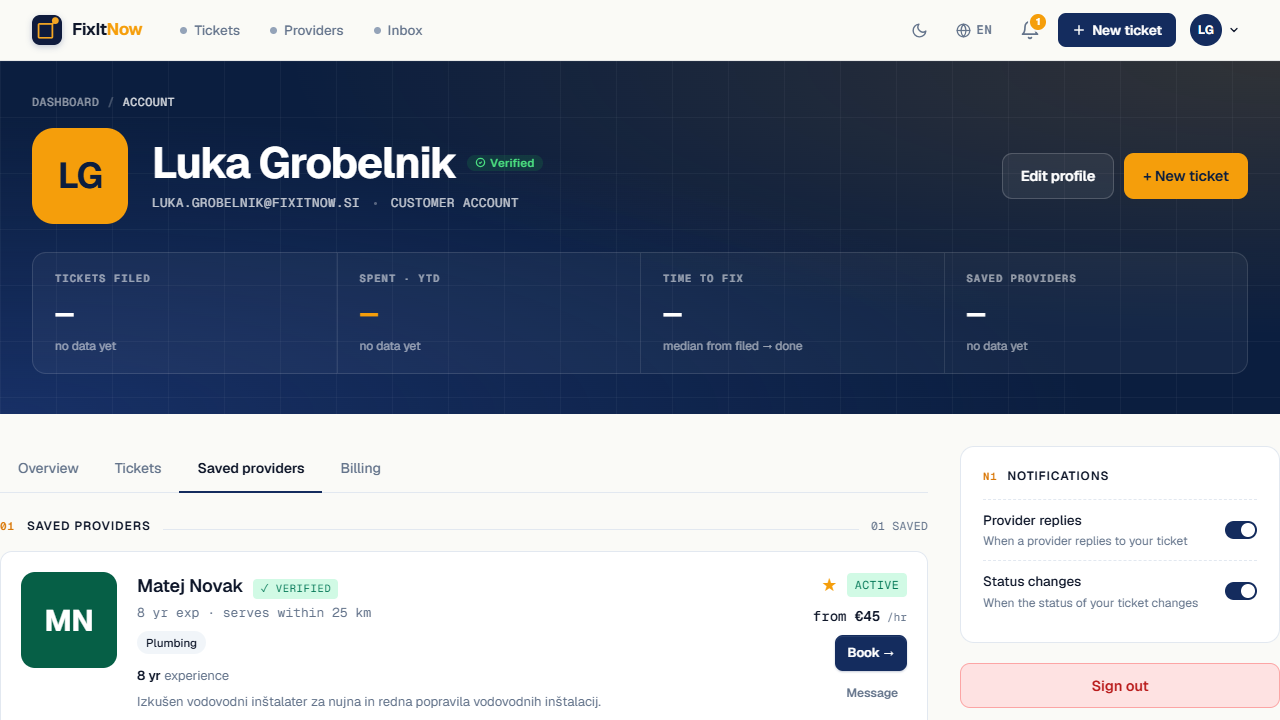 FixItNow
Tickets
Providers
Inbox
EN
1
+ New ticket
LG
DASHBOARD / ACCOUNT
LG
Luka Grobelnik
Verified
LUKA.GROBELNIK@FIXITNOW.SI · CUSTOMER ACCOUNT
Edit profile
+ New ticket
TICKETS FILED
—
no data yet
SPENT · YTD
—
no data yet
TIME TO FIX
—
median from filed → done
SAVED PROVIDERS
—
no data yet
Overview
Tickets
Saved providers
Billing
01 SAVED PROVIDERS
01 SAVED
MN
Matej Novak
✓ VERIFIED
8 yr exp · serves within 25 km
Plumbing
8 yr experience
Izkušen vodovodni inštalater za nujna in redna popravila vodovodnih inštalacij.
★ ACTIVE
from €45 /hr
Book →
Message
N1 NOTIFICATIONS
Provider replies
When a provider replies to your ticket
Status changes
When the status of your ticket changes
Sign out